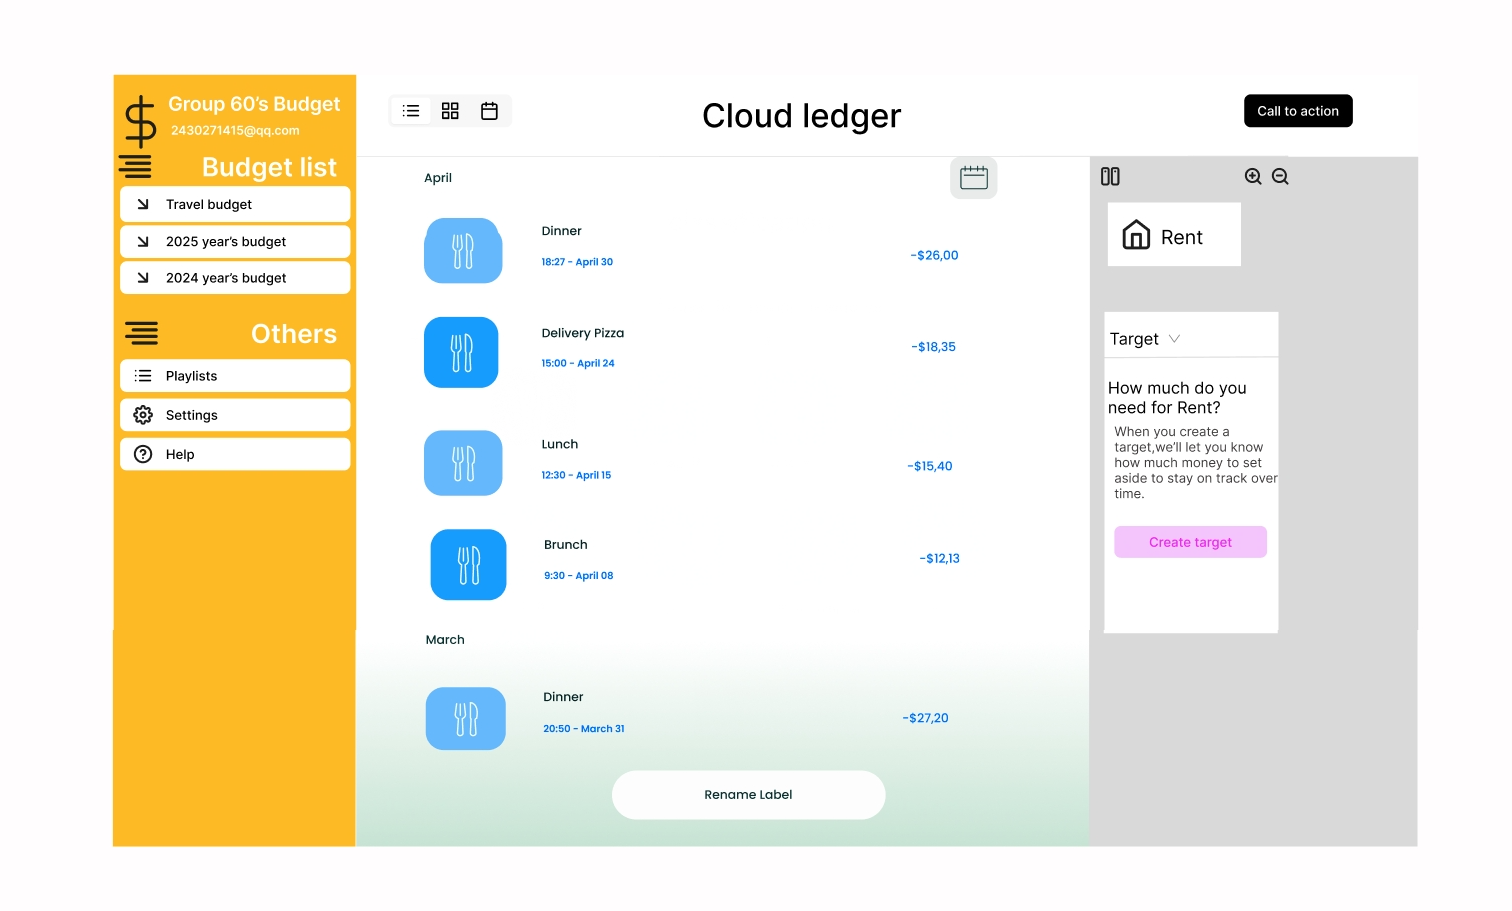 Group 60's Budget
2430271415@qq.com
Budget list
Travel budget
2025 year's budget
2024 year's budget
Others
Playlists
Settings
Help
Cloud ledger
Call to action
April
Dinner
18:27 - April 30
-$26,00
Delivery Pizza
15:00 - April 24
-$18,35
Lunch
12:30 - April 15
-$15,40
Brunch
9:30 - April 08
-$12,13
March
Dinner
20:50 - March 31
-$27,20
Rename Label
Rent
Target
How much do you
need for Rent?
When you create a
target,we'll let you know
how much money to set
aside to stay on track over
time.
Create target